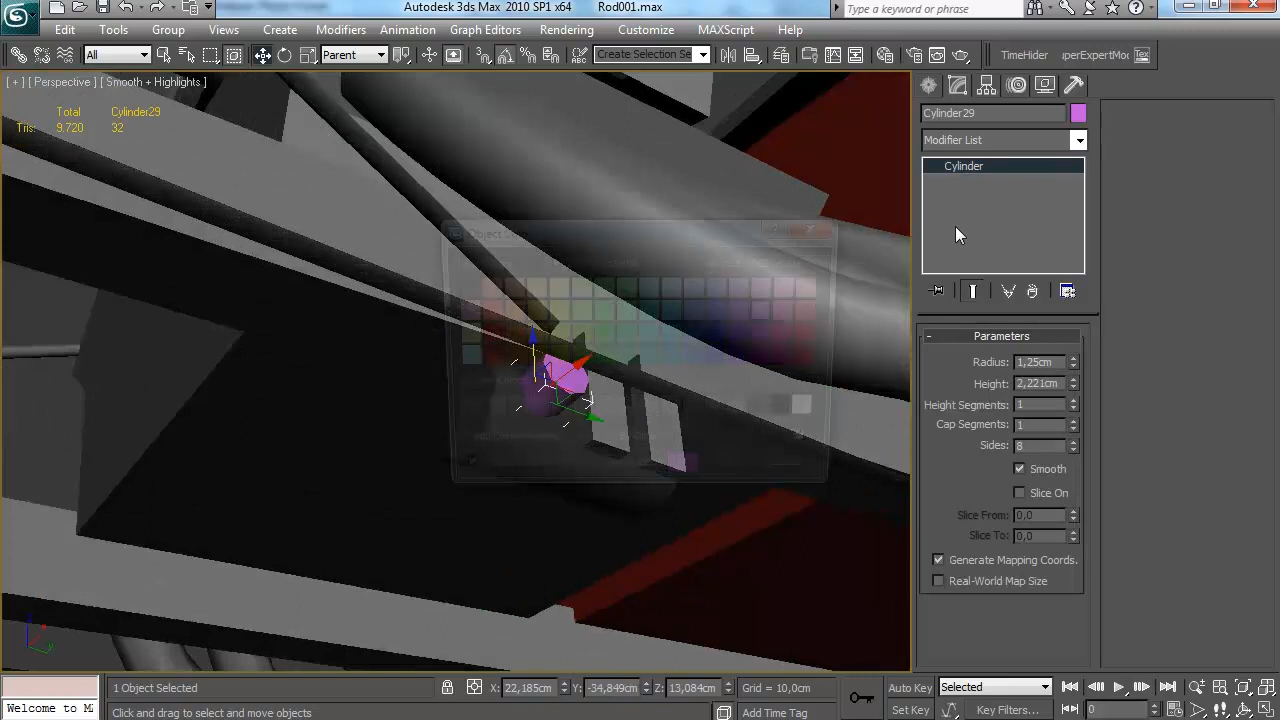 Autodesk 3ds Max 2010 SP1 x64 Rod001.max
Type a keyword or phrase
Edit Tools Group Views Create Modifiers Animation Graph Editors Rendering Customize MAXScript Help
All Parent Create Selection Se TimeHider uperExpertMod Tex
[ + ] [ Perspective ] [ Smooth + Highlights ]
Total Cylinder29
Tris: 9.720 32
Cylinder29
Modifier List
Cylinder
Parameters
Radius: 1,25cm
Height: 2,221cm
Height Segments: 1
Cap Segments: 1
Sides: 8
Smooth
Slice On
Slice From: 0,0
Slice To: 0,0
Generate Mapping Coords.
Real-World Map Size
1 Object Selected X: 22,185cm Y: -34,849cm Z: 13,084cm Grid = 10,0cm Auto Key Selected
Welcome to M Click and drag to select and move objects Add Time Tag Set Key Key Filters... 0